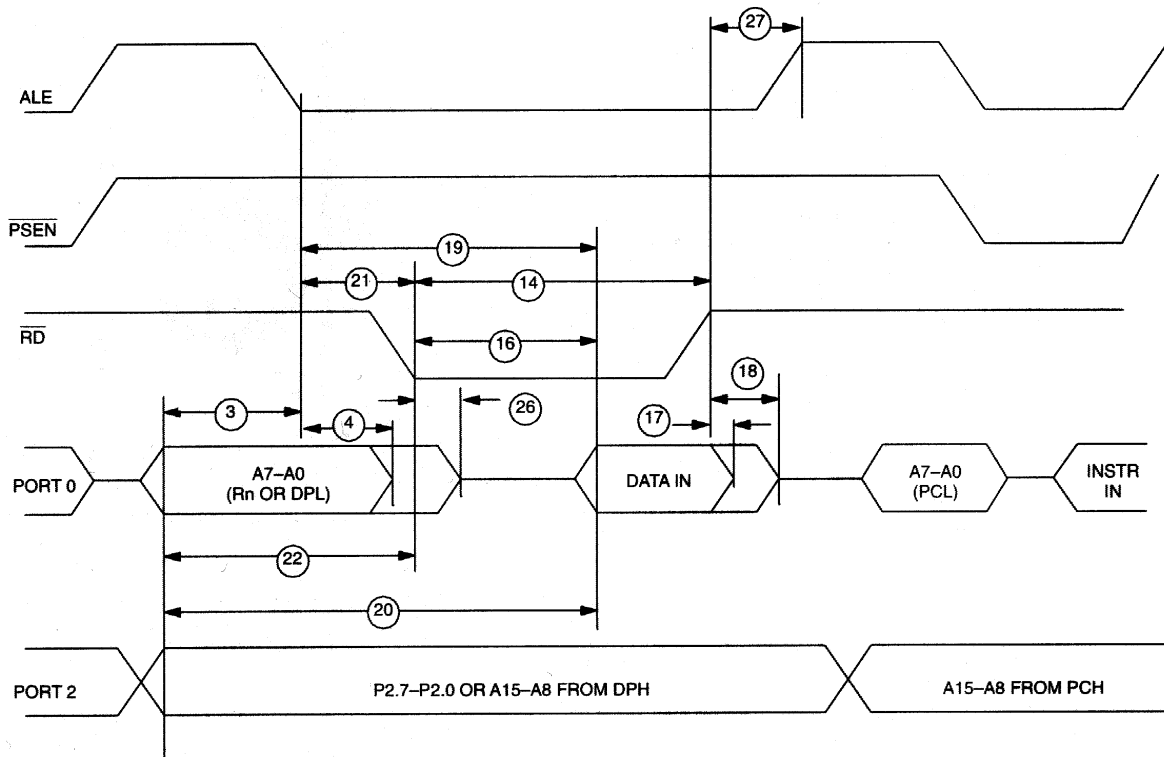 27
ALE
PSEN
19
21
14
RD
16
18
3
4
26
17
PORT 0
A7–A0
(Rn OR DPL)
DATA IN
A7–A0
(PCL)
INSTR
IN
22
20
PORT 2
P2.7–P2.0 OR A15–A8 FROM DPH
A15–A8 FROM PCH